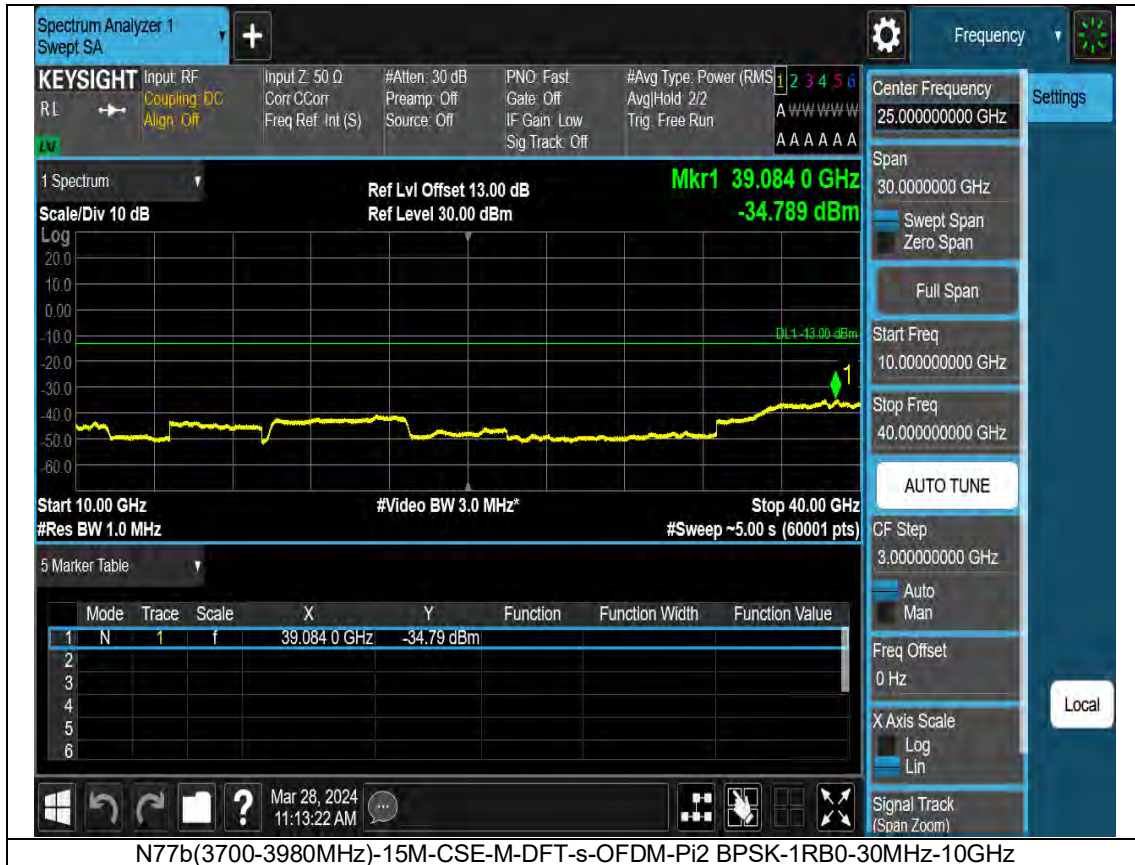 Spectrum Analyzer 1
Swept SA
+
Frequency
KEYSIGHT
RL
LXI
Input: RF
Coupling: DC
Align: Off
Input Z: 50 Ω
Corr CCorr
Freq Ref: Int (S)
#Atten: 30 dB
Preamp: Off
Source: Off
PNO: Fast
Gate: Off
IF Gain: Low
Sig Track: Off
#Avg Type: Power (RMS
Avg|Hold: 2/2
Trig: Free Run
1 2 3 4 5 6
A W W W W W
A A A A A A
1 Spectrum
Scale/Div 10 dB
Ref Lvl Offset 13.00 dB
Ref Level 30.00 dBm
Mkr1 39.084 0 GHz
-34.789 dBm
Log
20.0
10.0
0.00
-10.0
-20.0
-30.0
-40.0
-50.0
-60.0
DL1 -13.00 dBm
1
Start 10.00 GHz
#Video BW 3.0 MHz*
Stop 40.00 GHz
#Res BW 1.0 MHz
#Sweep ~5.00 s (60001 pts)
5 Marker Table
Mode Trace Scale X Y Function Function Width Function Value
1 N 1 f 39.084 0 GHz -34.79 dBm
2
3
4
5
6
Mar 28, 2024
11:13:22 AM
?
Center Frequency
25.000000000 GHz
Settings
Span
30.0000000 GHz
Swept Span
Zero Span
Full Span
Start Freq
10.000000000 GHz
Stop Freq
40.000000000 GHz
AUTO TUNE
CF Step
3.000000000 GHz
Auto
Man
Freq Offset
0 Hz
Local
X Axis Scale
Log
Lin
Signal Track
(Span Zoom)
N77b(3700-3980MHz)-15M-CSE-M-DFT-s-OFDM-Pi2 BPSK-1RB0-30MHz-10GHz